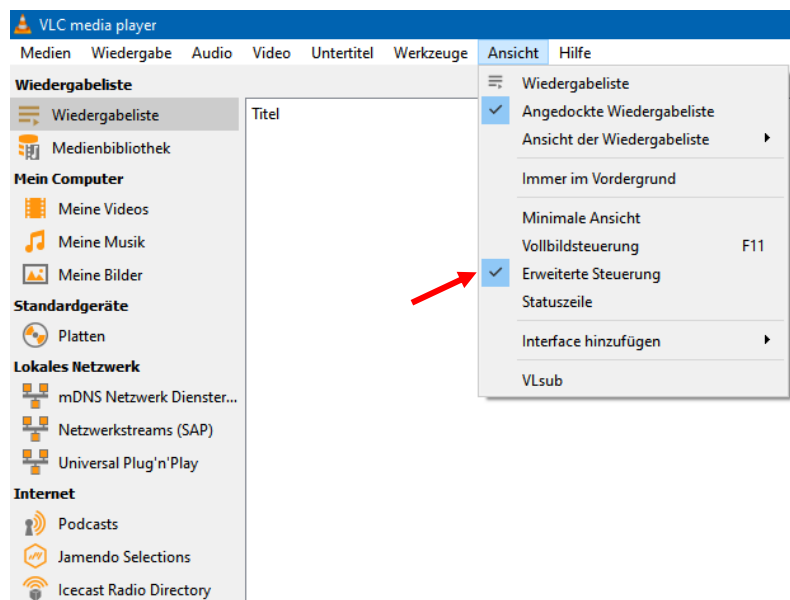 VLC media player
Medien Wiedergabe Audio Video Untertitel Werkzeuge Ansicht Hilfe
Wiedergabeliste
Wiedergabeliste
Medienbibliothek
Mein Computer
Meine Videos
Meine Musik
Meine Bilder
Standardgeräte
Platten
Lokales Netzwerk
mDNS Netzwerk Dienster...
Netzwerkstreams (SAP)
Universal Plug'n'Play
Internet
Podcasts
Jamendo Selections
Icecast Radio Directory
Titel
Wiedergabeliste
Angedockte Wiedergabeliste
Ansicht der Wiedergabeliste
Immer im Vordergrund
Minimale Ansicht
Vollbildsteuerung F11
Erweiterte Steuerung
Statuszeile
Interface hinzufügen
VLsub